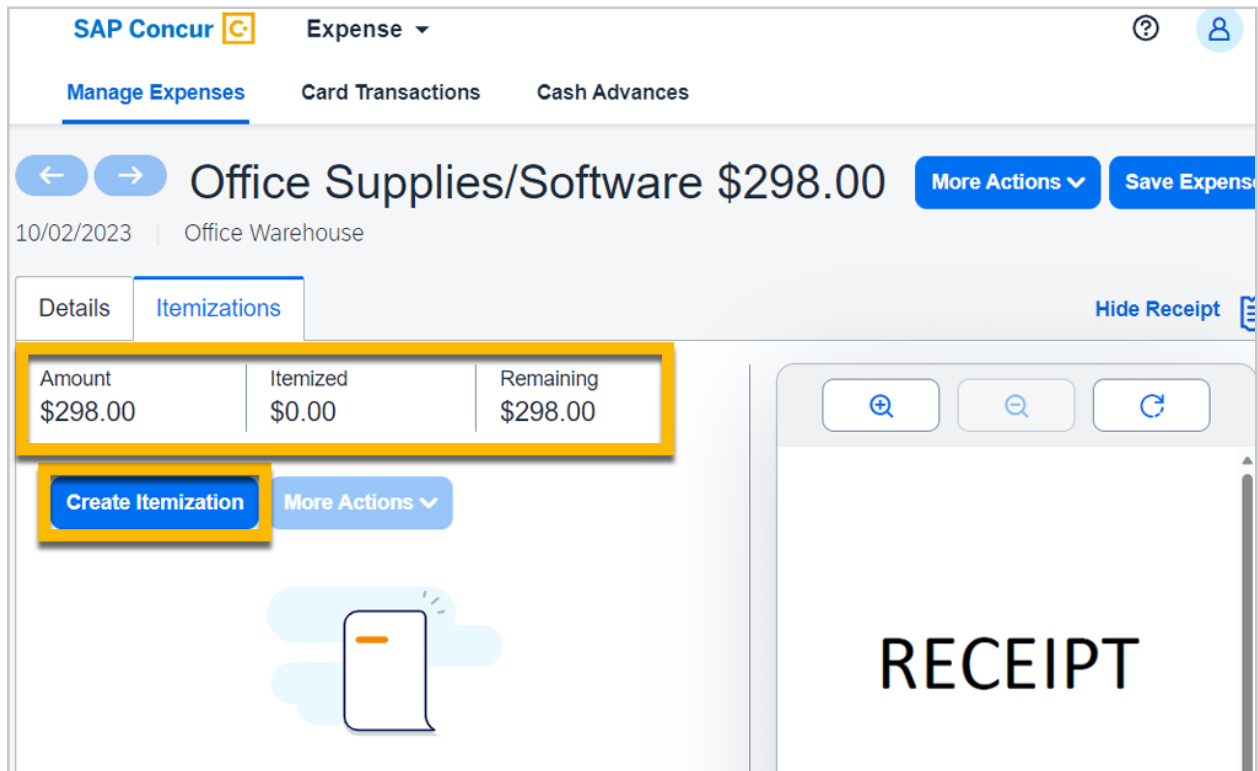 SAP Concur C Expense
Manage Expenses Card Transactions Cash Advances
Office Supplies/Software $298.00 More Actions Save Expense
10/02/2023 Office Warehouse
Details Itemizations Hide Receipt
Amount Itemized Remaining
$298.00 $0.00 $298.00
Create Itemization More Actions
RECEIPT